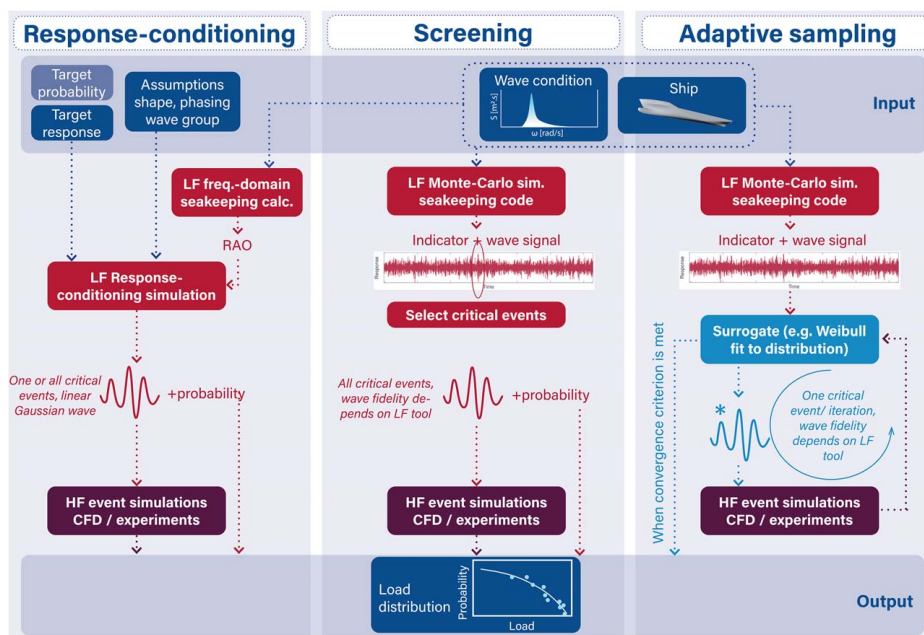 Response-conditioning
Screening
Adaptive sampling
Target
probability
Target
response
Assumptions
shape, phasing
wave group
Wave condition
S [m².s]
ω [rad/s]
Ship
Input
LF freq.-domain
seakeeping calc.
RAO
LF Response-
conditioning simulation
One or all critical
events, linear
Gaussian wave
+probability
HF event simulations
CFD / experiments
LF Monte-Carlo sim.
seakeeping code
Indicator + wave signal
Response
Time
Select critical events
All critical events,
wave fidelity de-
pends on LF tool
+probability
HF event simulations
CFD / experiments
LF Monte-Carlo sim.
seakeeping code
Indicator + wave signal
Response
Time
Surrogate (e.g. Weibull
fit to distribution)
When convergence criterion is met
*
One critical
event/ iteration,
wave fidelity
depends on LF
tool
HF event simulations
CFD / experiments
Load
distribution
Probability
Load
Output